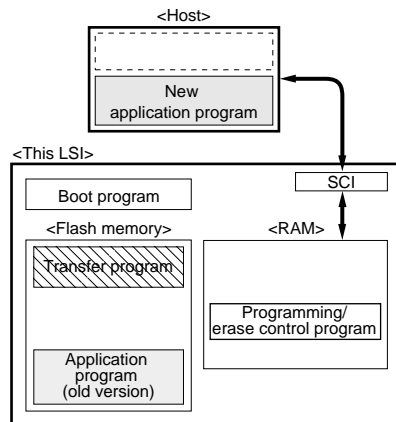 <Host>
New
application program
<This LSI>
SCI
Boot program
<Flash memory>
<RAM>
Transfer program
Programming/
erase control program
Application
program
(old version)